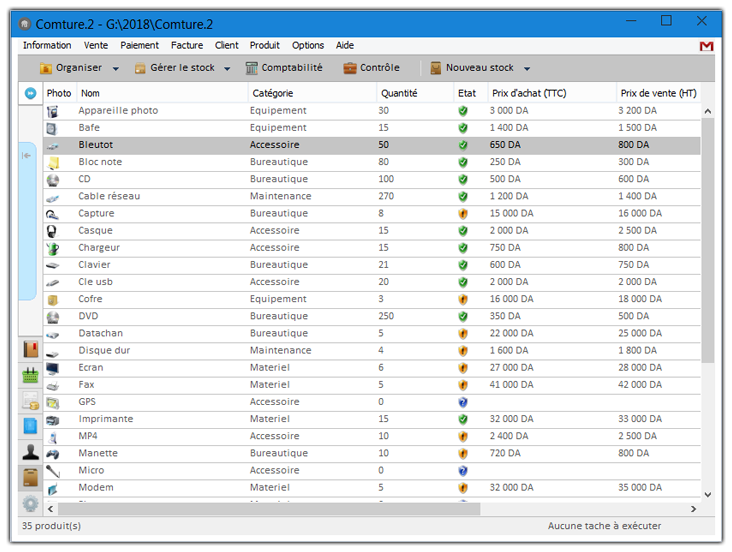 Comture.2 - G:\2018\Comture.2
Information Vente Paiement Facture Client Produit Options Aide
Organiser Gérer le stock Comptabilité Contrôle Nouveau stock
Photo Nom Catégorie Quantité Etat Prix d'achat (TTC) Prix de vente (HT)
Appareille photo Equipement 30 3 000 DA 3 200 DA
Bafe Equipement 15 1 400 DA 1 500 DA
Bleutot Accessoire 50 650 DA 800 DA
Bloc note Bureautique 80 250 DA 300 DA
CD Bureautique 100 500 DA 600 DA
Cable réseau Maintenance 270 1 200 DA 1 400 DA
Capture Bureautique 8 15 000 DA 16 000 DA
Casque Accessoire 15 2 000 DA 2 500 DA
Chargeur Accessoire 15 750 DA 800 DA
Clavier Bureautique 21 600 DA 750 DA
Cle usb Accessoire 20 2 000 DA 2 000 DA
Cofre Equipement 3 16 000 DA 18 000 DA
DVD Bureautique 250 350 DA 500 DA
Datachan Bureautique 5 22 000 DA 25 000 DA
Disque dur Maintenance 4 1 600 DA 1 800 DA
Ecran Materiel 6 27 000 DA 28 000 DA
Fax Materiel 5 41 000 DA 42 000 DA
GPS Accessoire 0
Imprimante Materiel 15 32 000 DA 33 000 DA
MP4 Accessoire 10 2 400 DA 2 500 DA
Manette Bureautique 10 720 DA 800 DA
Micro Accessoire 0
Modem Materiel 5 32 000 DA 35 000 DA
35 produit(s) Aucune tache à exécuter